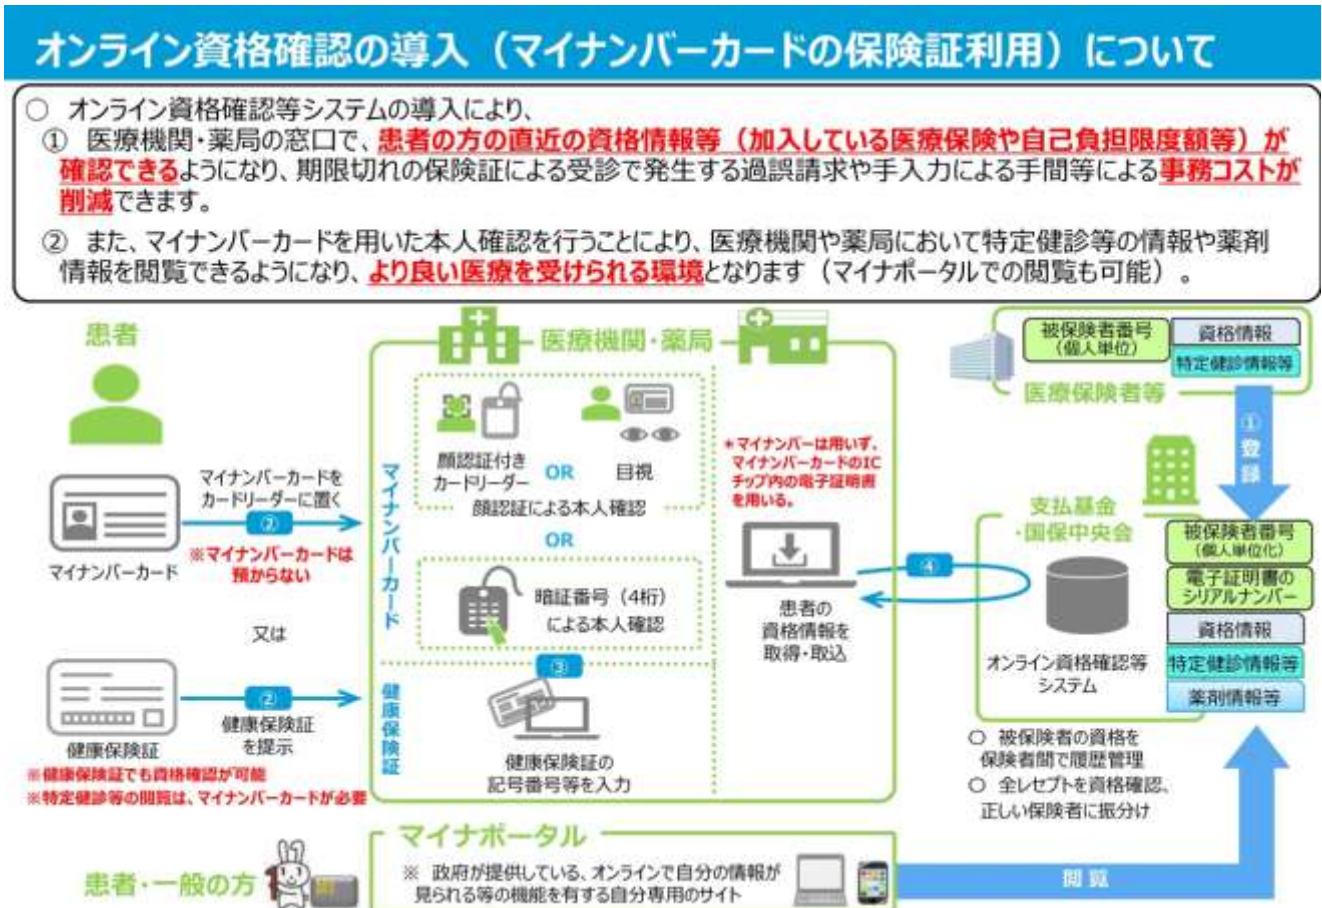 オンライン資格確認の導入（マイナンバーカードの保険証利用）について
○ オンライン資格確認等システムの導入により、
① 医療機関・薬局の窓口で、患者の方の直近の資格情報等（加入している医療保険や自己負担限度額等）が
確認できるようになり、期限切れの保険証による受診で発生する過誤請求や手入力による手間等による事務コストが
削減できます。
② また、マイナンバーカードを用いた本人確認を行うことにより、医療機関や薬局において特定健診等の情報や薬剤
情報を閲覧できるようになり、より良い医療を受けられる環境となります（マイナポータルでの閲覧も可能）。
患者
マイナンバーカード
マイナンバーカードを
カードリーダーに置く
②
※マイナンバーカードは
預からない
又は
健康保険証
②
健康保険証
を提示
※健康保険証でも資格確認が可能
※特定健診等の閲覧は、マイナンバーカードが必要
医療機関・薬局
マイナンバーカード
顔認証付き
カードリーダー
OR
目視
顔認証による本人確認
OR
暗証番号（4桁）
による本人確認
③
健康保険証
健康保険証の
記号番号等を入力
＊マイナンバーは用いず、
マイナンバーカードのIC
チップ内の電子証明書
を用いる。
患者の
資格情報を
取得・取込
④
被保険者番号
（個人単位）
資格情報
特定健診情報等
医療保険者等
①
登録
支払基金
・国保中央会
オンライン資格確認等
システム
被保険者番号
（個人単位化）
電子証明書の
シリアルナンバー
資格情報
特定健診情報等
薬剤情報等
○ 被保険者の資格を
保険者間で履歴管理
○ 全レセプトを資格確認、
正しい保険者に振分け
患者・一般の方
マイナポータル
※ 政府が提供している、オンラインで自分の情報が
見られる等の機能を有する自分専用のサイト
閲覧